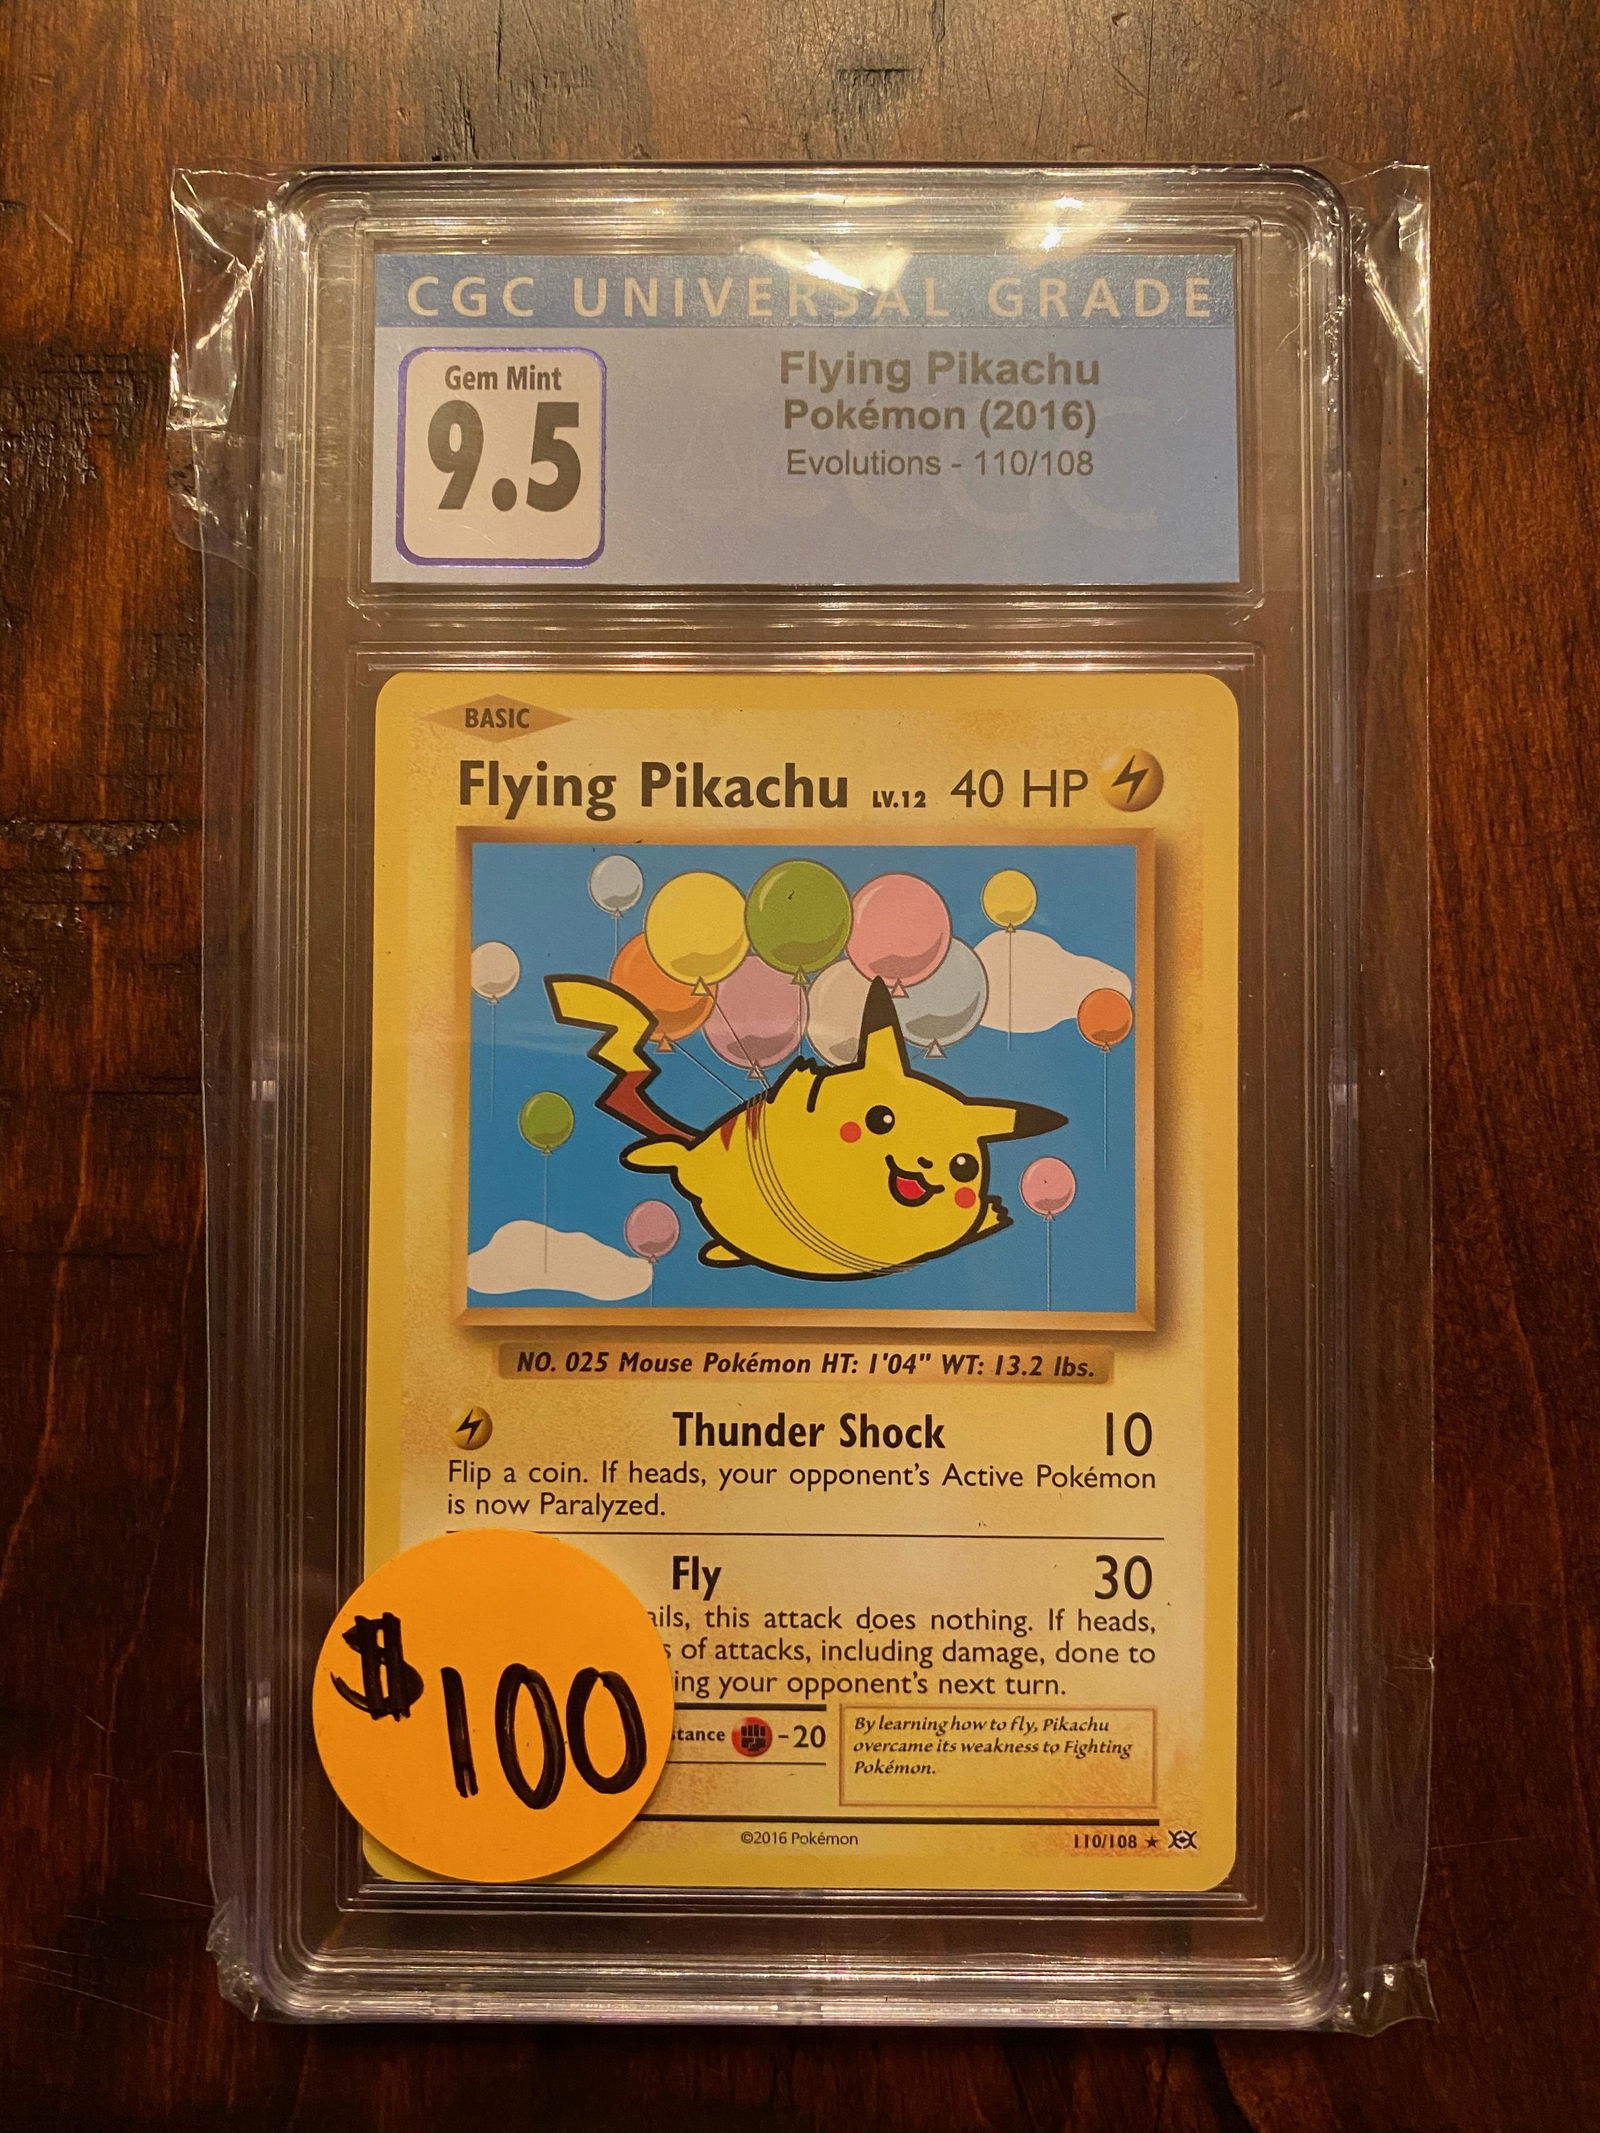 CGC UNIVERSAL GRADE
Gem Mint
9.5
Flying Pikachu
Pokémon (2016)
Evolutions - 110/108
CGC
BASIC
Flying Pikachu LV.12 40 HP
NO. 025 Mouse Pokémon HT: 1'04" WT: 13.2 lbs.
Thunder Shock 10
Flip a coin. If heads, your opponent's Active Pokémon
is now Paralyzed.
Fly 30
ails, this attack does nothing. If heads,
s of attacks, including damage, done to
ing your opponent's next turn.
stance -20
By learning how to fly, Pikachu
overcame its weakness to Fighting
Pokémon.
©2016 Pokémon
110/108 ★
$100